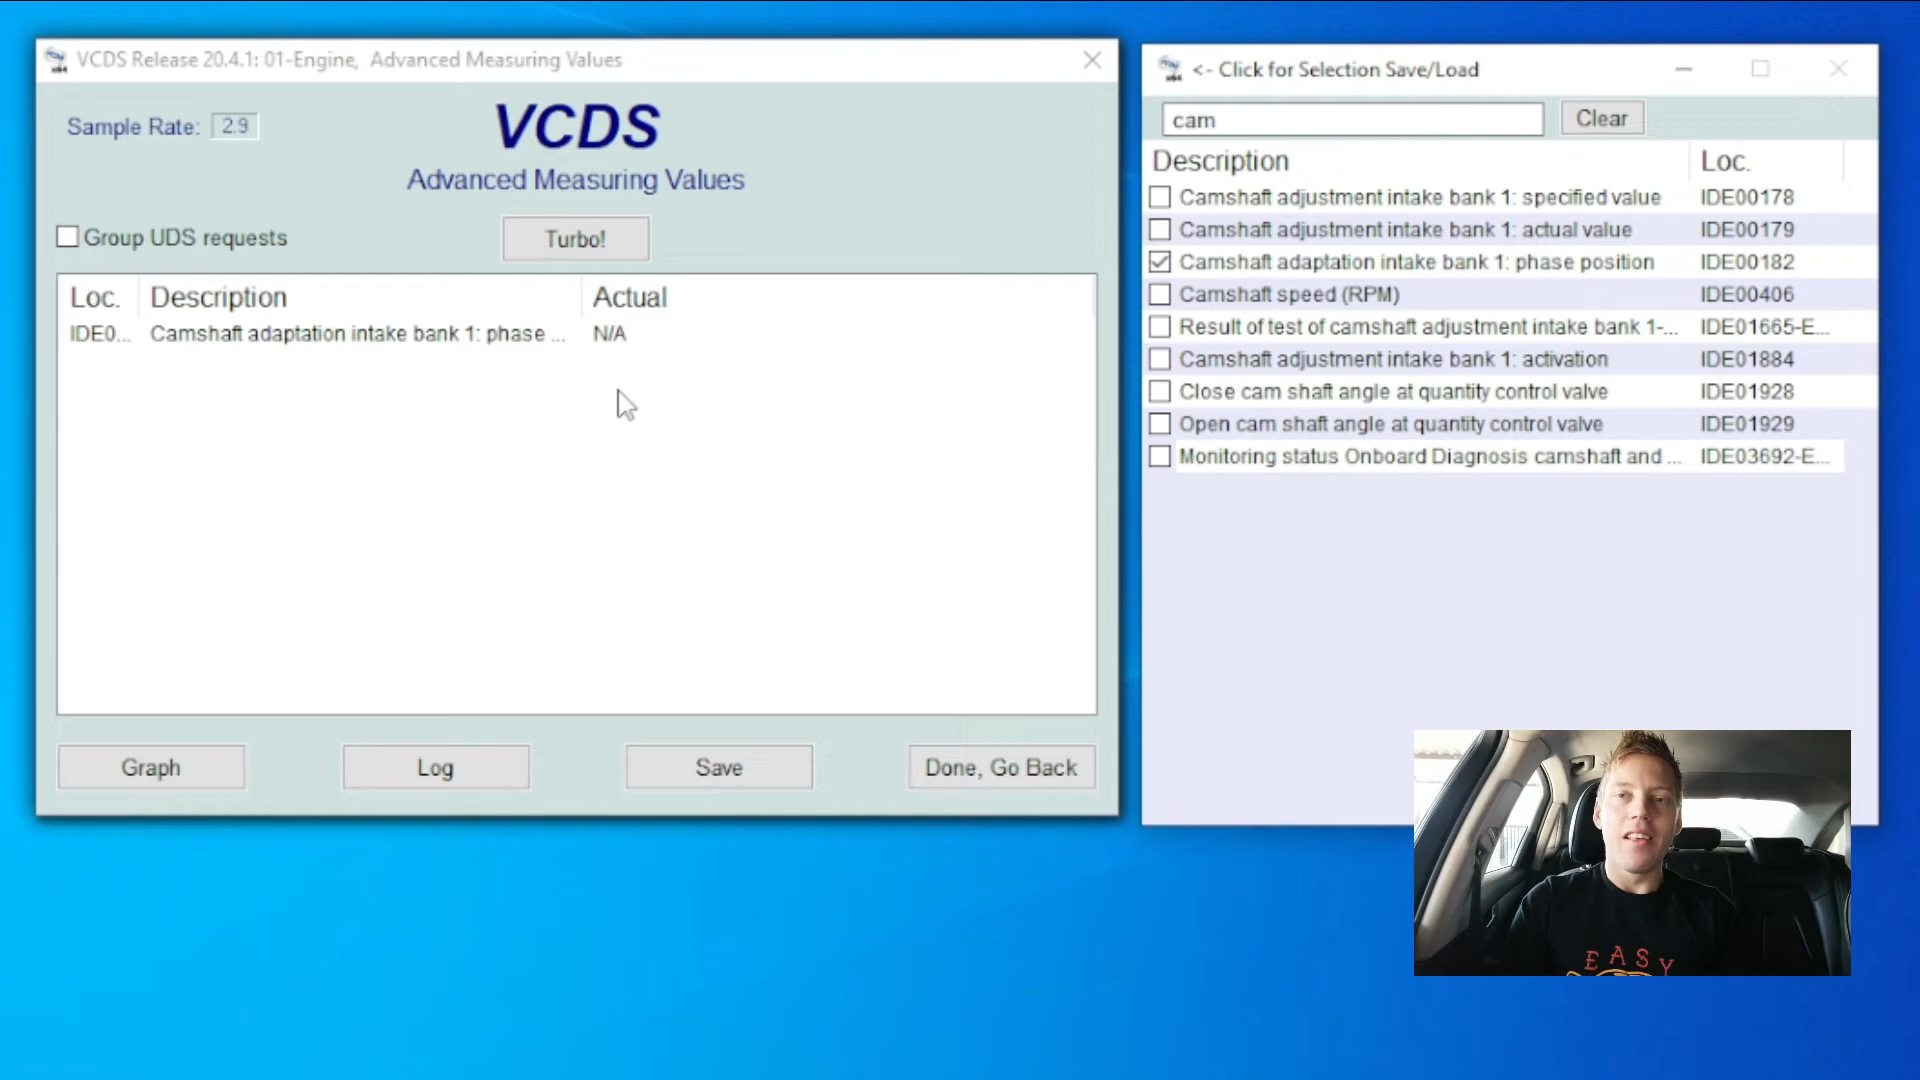 VCDS Release 20.4.1: 01-Engine, Advanced Measuring Values
Sample Rate: 2.9
VCDS
Advanced Measuring Values
Group UDS requests
Turbo!
Loc. Description Actual
IDE0... Camshaft adaptation intake bank 1: phase ... N/A
Graph Log Save Done, Go Back
<- Click for Selection Save/Load
cam Clear
Description Loc.
Camshaft adjustment intake bank 1: specified value IDE00178
Camshaft adjustment intake bank 1: actual value IDE00179
Camshaft adaptation intake bank 1: phase position IDE00182
Camshaft speed (RPM) IDE00406
Result of test of camshaft adjustment intake bank 1-... IDE01665-E...
Camshaft adjustment intake bank 1: activation IDE01884
Close cam shaft angle at quantity control valve IDE01928
Open cam shaft angle at quantity control valve IDE01929
Monitoring status Onboard Diagnosis camshaft and ... IDE03692-E...
EASY